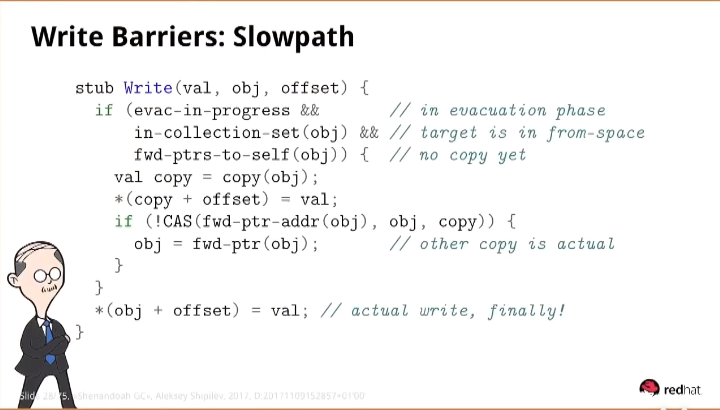 Write Barriers: Slowpath
stub Write(val, obj, offset) {
if (evac-in-progress && // in evacuation phase
in-collection-set(obj) && // target is in from-space
fwd-ptrs-to-self(obj)) { // no copy yet
val copy = copy(obj);
*(copy + offset) = val;
if (!CAS(fwd-ptr-addr(obj), obj, copy)) {
obj = fwd-ptr(obj); // other copy is actual
}
}
*(obj + offset) = val; // actual write, finally!
}
Slide 28/75. «Shenandoah GC», Aleksey Shipilëv, 2017, D:20171109152857+01'00'
redhat